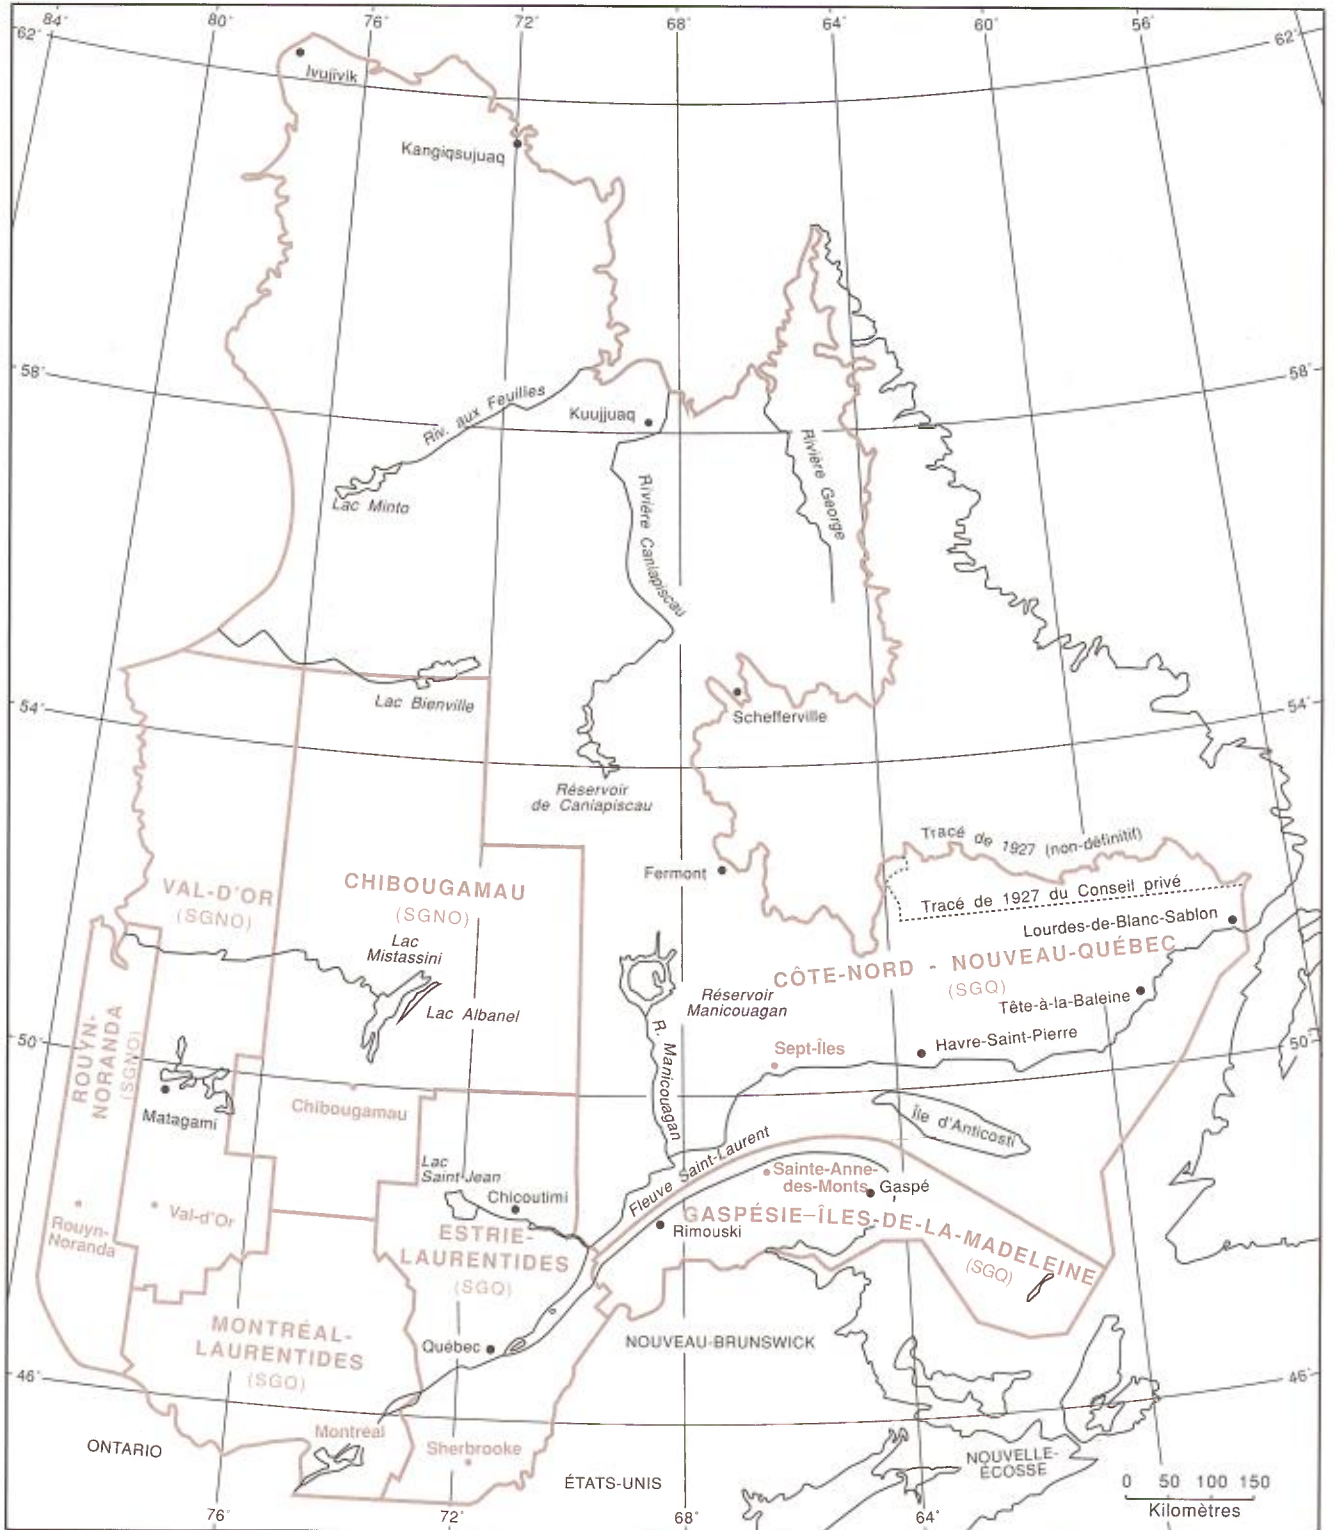 84°
80°
76°
72°
68°
64°
60°
56°
62°
62°
Ivujivik
Kangiqsujuaq
58°
58°
Riv. aux Feuilles
Kuujjuaq
Lac Minto
Rivière Caniapiscau
Rivière George
Lac Bienville
Schefferville
54°
54°
Réservoir
de Caniapiscau
Tracé de 1927 (non-définitif)
Fermont
Tracé de 1927 du Conseil privé
Lourdes-de-Blanc-Sablon
VAL-D'OR
(SGNO)
CHIBOUGAMAU
(SGNO)
Lac
Mistassini
Lac Albanel
CÔTE-NORD - NOUVEAU-QUÉBEC
(SGQ)
Réservoir
Manicouagan
Tête-à-la-Baleine
Havre-Saint-Pierre
Sept-Îles
R. Manicouagan
50°
50°
ROUYN-
NORANDA
(SGNO)
Matagami
Chibougamau
Île d'Anticosti
Lac
Saint-Jean
Chicoutimi
Fleuve Saint-Laurent
Sainte-Anne-
des-Monts
Gaspé
Rimouski
Rouyn-
Noranda
Val-d'Or
ESTRIE-
LAURENTIDES
(SGQ)
GASPÉSIE–ÎLES-DE-LA-MADELEINE
(SGQ)
MONTRÉAL-
LAURENTIDES
(SGQ)
Québec
NOUVEAU-BRUNSWICK
46°
46°
Montréal
Sherbrooke
ONTARIO
ÉTATS-UNIS
NOUVELLE-
ÉCOSSE
0 50 100 150
Kilomètres
76°
72°
68°
64°